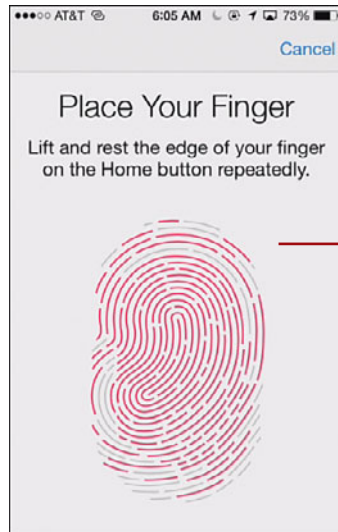 AT&T 6:05 AM 73%
Cancel
Place Your Finger
Lift and rest the edge of your finger
on the Home button repeatedly.